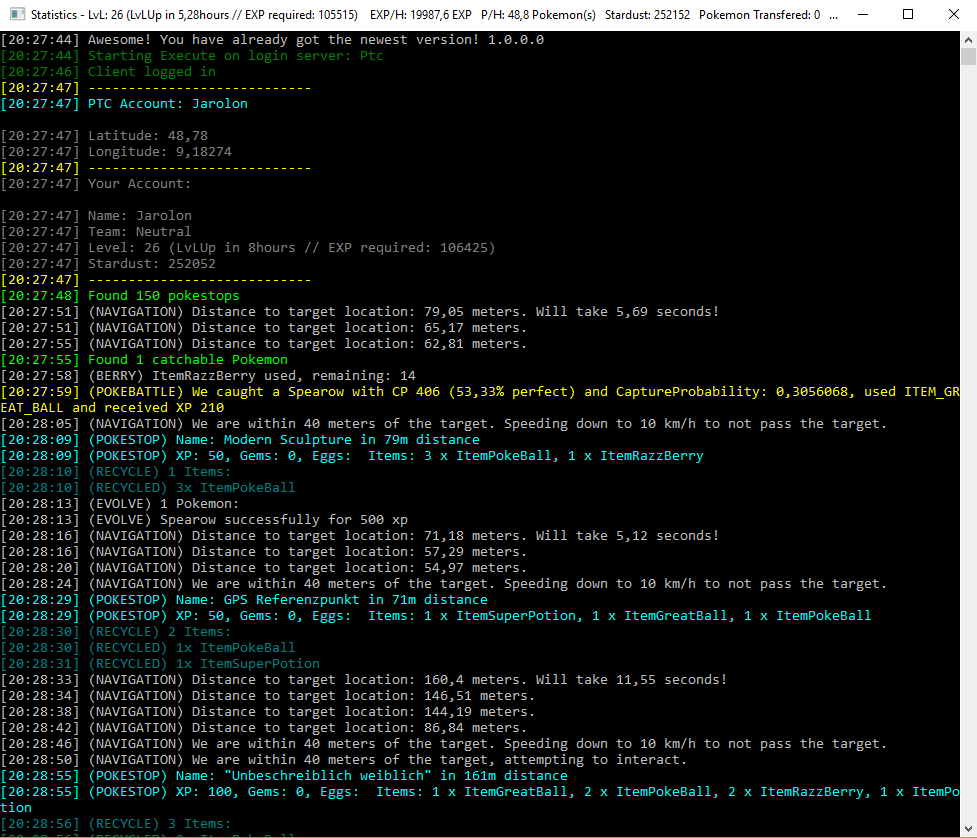 Statistics - LvL: 26 (LvLUp in 5,28hours // EXP required: 105515) EXP/H: 19987,6 EXP P/H: 48,8 Pokemon(s) Stardust: 252152 Pokemon Transfered: 0 ...
[20:27:44] Awesome! You have already got the newest version! 1.0.0.0
[20:27:44] Starting Execute on login server: Ptc
[20:27:46] Client logged in
[20:27:47] ----------------------------
[20:27:47] PTC Account: Jarolon
[20:27:47] Latitude: 48,78
[20:27:47] Longitude: 9,18274
[20:27:47] ----------------------------
[20:27:47] Your Account:
[20:27:47] Name: Jarolon
[20:27:47] Team: Neutral
[20:27:47] Level: 26 (LvLUp in 8hours // EXP required: 106425)
[20:27:47] Stardust: 252052
[20:27:47] ----------------------------
[20:27:48] Found 150 pokestops
[20:27:51] (NAVIGATION) Distance to target location: 79,05 meters. Will take 5,69 seconds!
[20:27:51] (NAVIGATION) Distance to target location: 65,17 meters.
[20:27:55] (NAVIGATION) Distance to target location: 62,81 meters.
[20:27:55] Found 1 catchable Pokemon
[20:27:58] (BERRY) ItemRazzBerry used, remaining: 14
[20:27:59] (POKEBATTLE) We caught a Spearow with CP 406 (53,33% perfect) and CaptureProbability: 0,3056068, used ITEM_GR
EAT_BALL and received XP 210
[20:28:05] (NAVIGATION) We are within 40 meters of the target. Speeding down to 10 km/h to not pass the target.
[20:28:09] (POKESTOP) Name: Modern Sculpture in 79m distance
[20:28:09] (POKESTOP) XP: 50, Gems: 0, Eggs:  Items: 3 x ItemPokeBall, 1 x ItemRazzBerry
[20:28:10] (RECYCLE) 1 Items:
[20:28:10] (RECYCLED) 3x ItemPokeBall
[20:28:13] (EVOLVE) 1 Pokemon:
[20:28:13] (EVOLVE) Spearow successfully for 500 xp
[20:28:16] (NAVIGATION) Distance to target location: 71,18 meters. Will take 5,12 seconds!
[20:28:16] (NAVIGATION) Distance to target location: 57,29 meters.
[20:28:20] (NAVIGATION) Distance to target location: 54,97 meters.
[20:28:24] (NAVIGATION) We are within 40 meters of the target. Speeding down to 10 km/h to not pass the target.
[20:28:29] (POKESTOP) Name: GPS Referenzpunkt in 71m distance
[20:28:29] (POKESTOP) XP: 50, Gems: 0, Eggs:  Items: 1 x ItemSuperPotion, 1 x ItemGreatBall, 1 x ItemPokeBall
[20:28:30] (RECYCLE) 2 Items:
[20:28:30] (RECYCLED) 1x ItemPokeBall
[20:28:31] (RECYCLED) 1x ItemSuperPotion
[20:28:33] (NAVIGATION) Distance to target location: 160,4 meters. Will take 11,55 seconds!
[20:28:34] (NAVIGATION) Distance to target location: 146,51 meters.
[20:28:38] (NAVIGATION) Distance to target location: 144,19 meters.
[20:28:42] (NAVIGATION) Distance to target location: 86,84 meters.
[20:28:46] (NAVIGATION) We are within 40 meters of the target. Speeding down to 10 km/h to not pass the target.
[20:28:50] (NAVIGATION) We are within 40 meters of the target, attempting to interact.
[20:28:55] (POKESTOP) Name: "Unbeschreiblich weiblich" in 161m distance
[20:28:55] (POKESTOP) XP: 100, Gems: 0, Eggs:  Items: 1 x ItemGreatBall, 2 x ItemPokeBall, 2 x ItemRazzBerry, 1 x ItemPo
tion
[20:28:56] (RECYCLE) 3 Items: